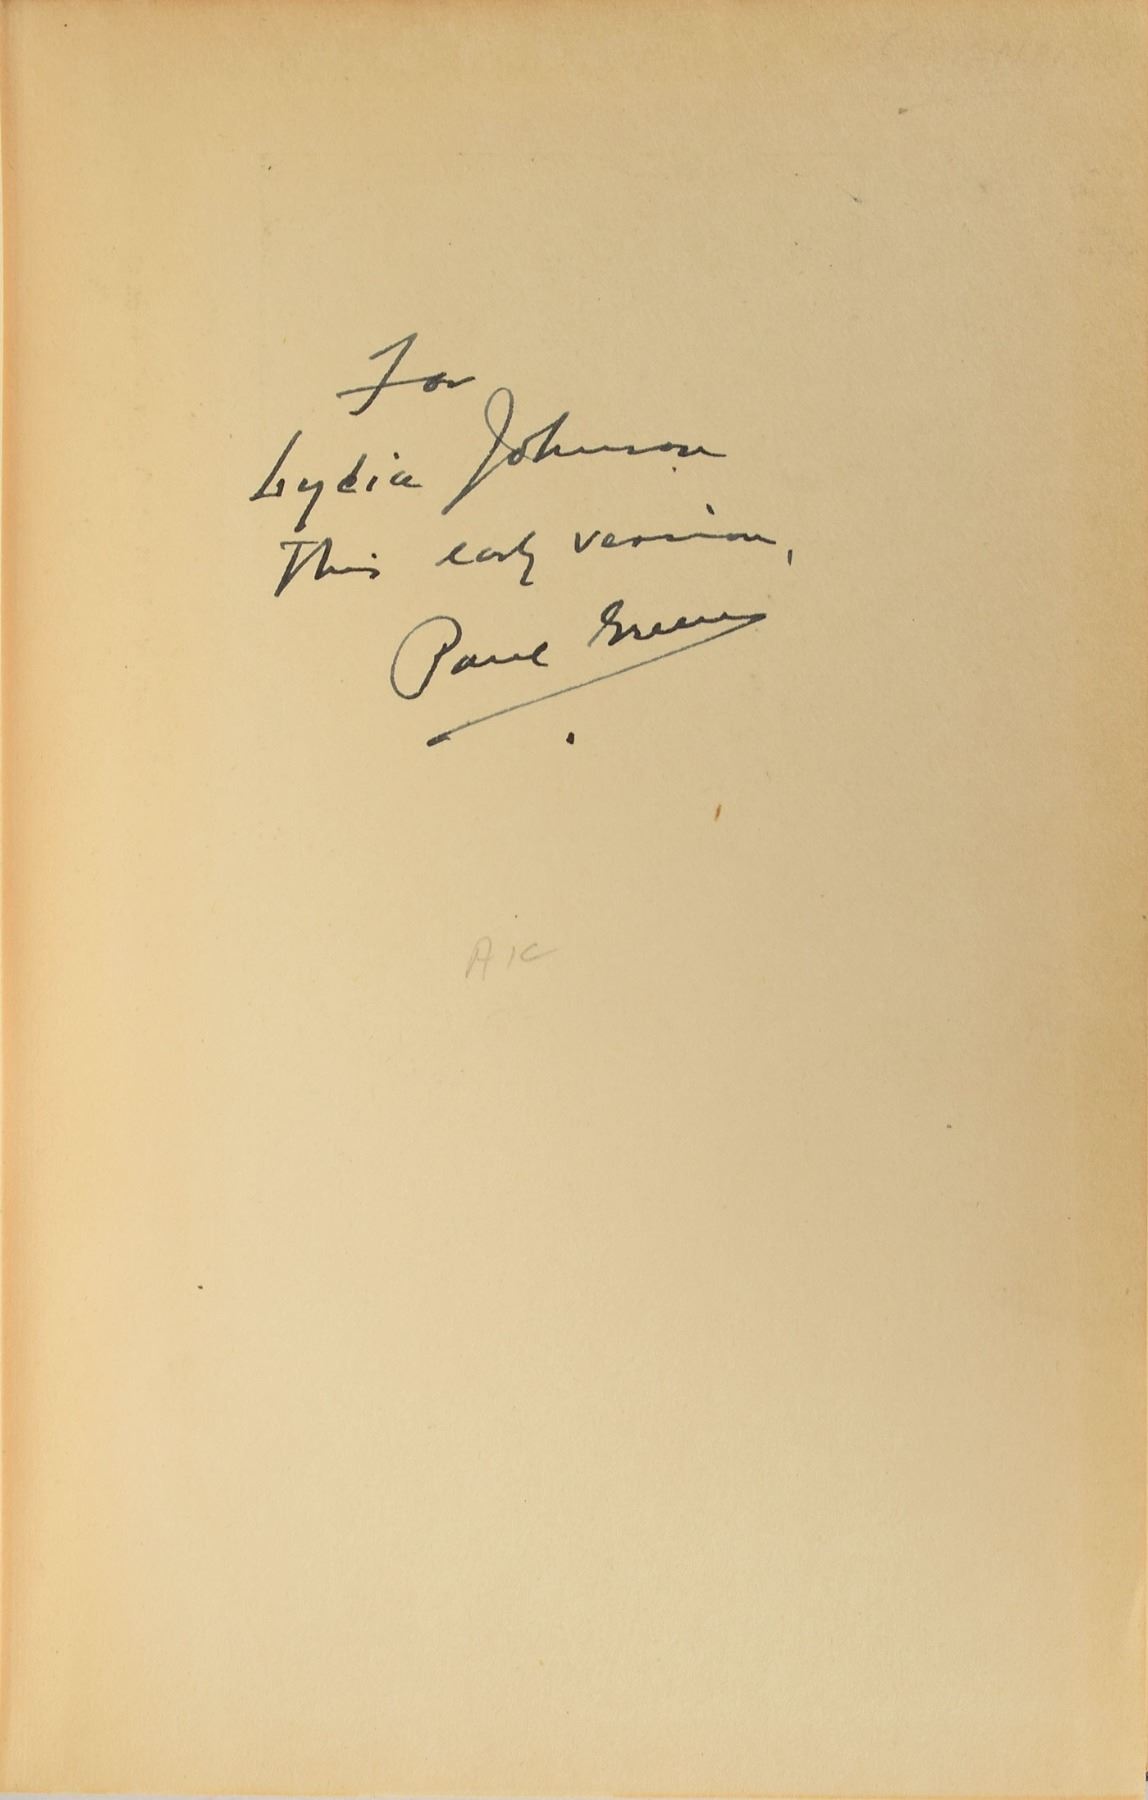 For
Lydia Johnson
This early version,
Paul Green
AK